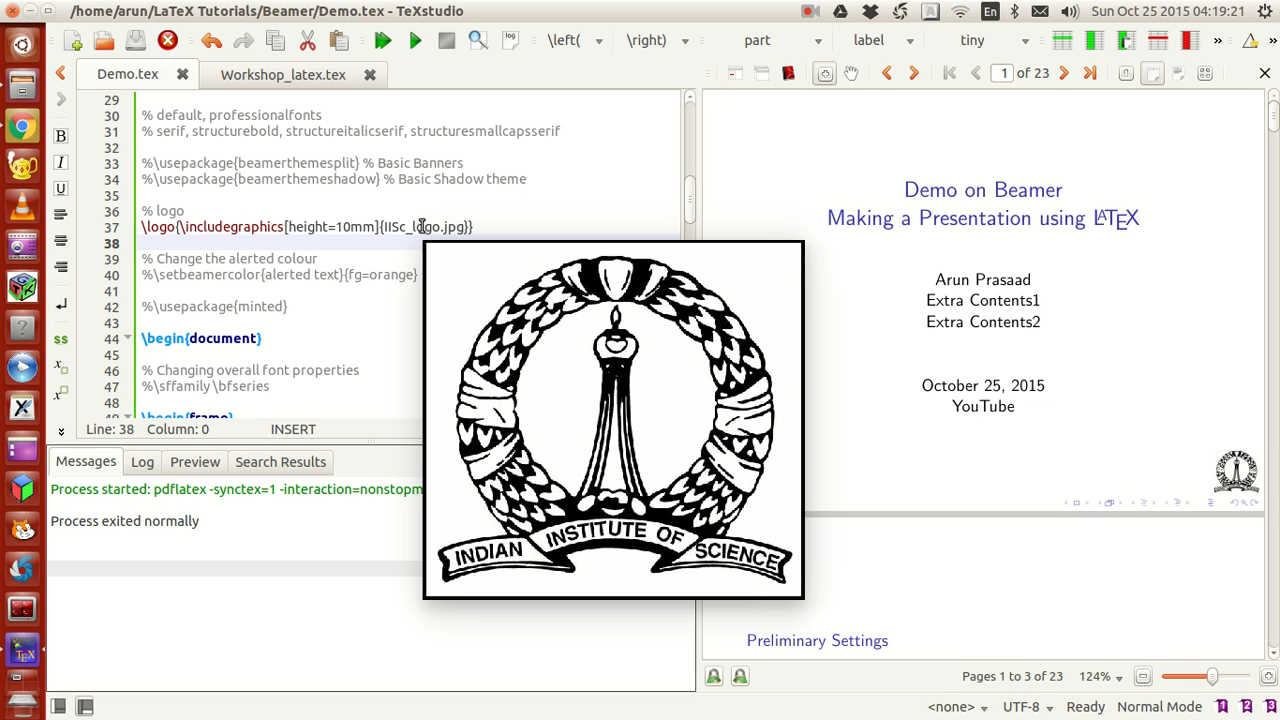 /home/arun/LaTeX Tutorials/Beamer/Demo.tex - TeXstudio
En
Sun Oct 25 2015 04:19:21
\left(
\right)
part
label
tiny
Demo.tex
Workshop_latex.tex
1 of 23
29
30 % default, professionalfonts
31 % serif, structurebold, structureitalicserif, structuresmallcapsserif
32
33 %\usepackage{beamerthemesplit} % Basic Banners
34 %\usepackage{beamerthemeshadow} % Basic Shadow theme
35
36 % logo
37 \logo{\includegraphics[height=10mm]{IISc_logo.jpg}}
38
39 % Change the alerted colour
40 %\setbeamercolor{alerted text}{fg=orange}
41
42 %\usepackage{minted}
43
44 \begin{document}
45
46 % Changing overall font properties
47 %\sffamily \bfseries
48
49 \begin{frame}
Line: 38 Column: 0 INSERT
Messages
Log
Preview
Search Results
Process started: pdflatex -synctex=1 -interaction=nonstopm
Process exited normally
INDIAN INSTITUTE OF SCIENCE
Demo on Beamer
Making a Presentation using LATEX
Arun Prasaad
Extra Contents1
Extra Contents2
October 25, 2015
YouTube
Preliminary Settings
Pages 1 to 3 of 23 124%
<none> UTF-8 Ready Normal Mode 1 2 3